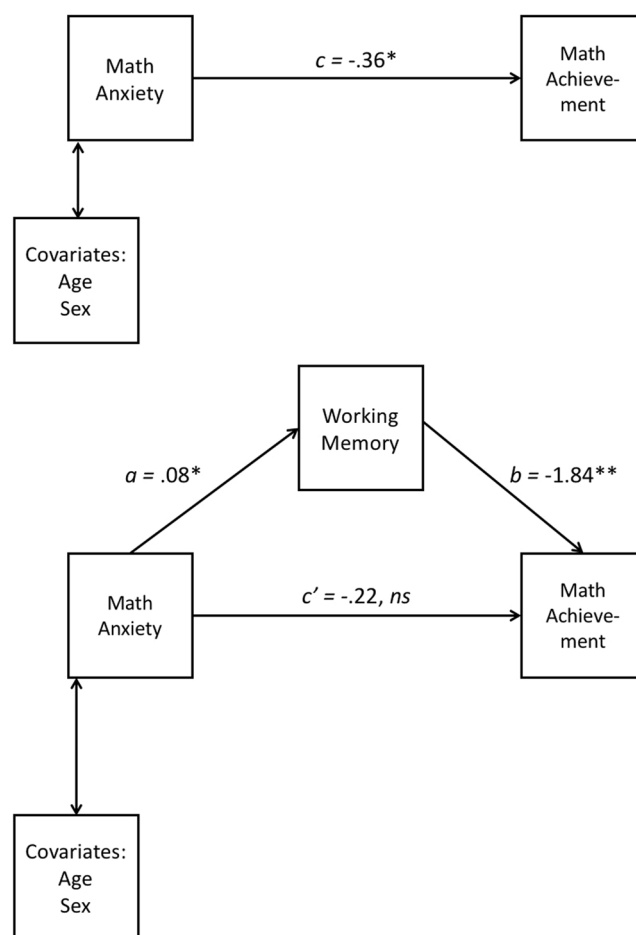 Math
Anxiety
c = -.36*
Math
Achieve-
ment
Covariates:
Age
Sex
Working
Memory
a = .08*
b = -1.84**
Math
Anxiety
c’ = -.22, ns
Math
Achieve-
ment
Covariates:
Age
Sex